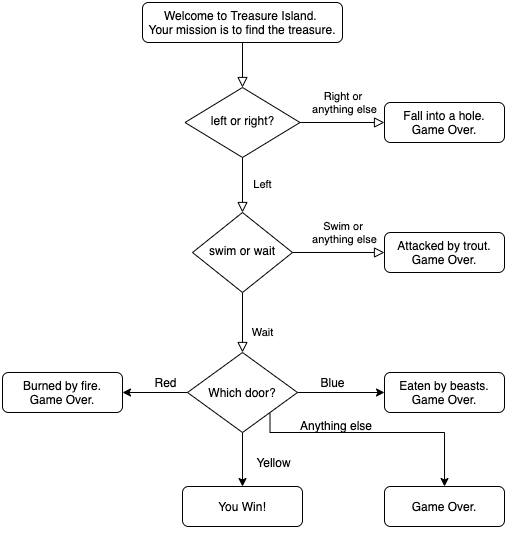 Welcome to Treasure Island.
Your mission is to find the treasure.
left or right?
Right or
anything else
Fall into a hole.
Game Over.
Left
swim or wait
Swim or
anything else
Attacked by trout.
Game Over.
Wait
Which door?
Red
Burned by fire.
Game Over.
Blue
Eaten by beasts.
Game Over.
Anything else
Yellow
You Win!
Game Over.